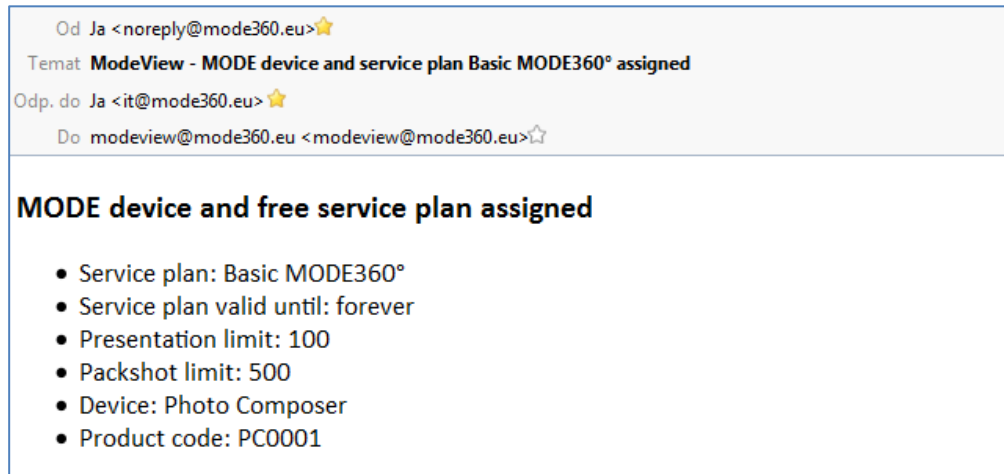 Od Ja <noreply@mode360.eu>
Temat ModeView - MODE device and service plan Basic MODE360° assigned
Odp. do Ja <it@mode360.eu>
Do modeview@mode360.eu <modeview@mode360.eu>
MODE device and free service plan assigned
• Service plan: Basic MODE360°
• Service plan valid until: forever
• Presentation limit: 100
• Packshot limit: 500
• Device: Photo Composer
• Product code: PC0001